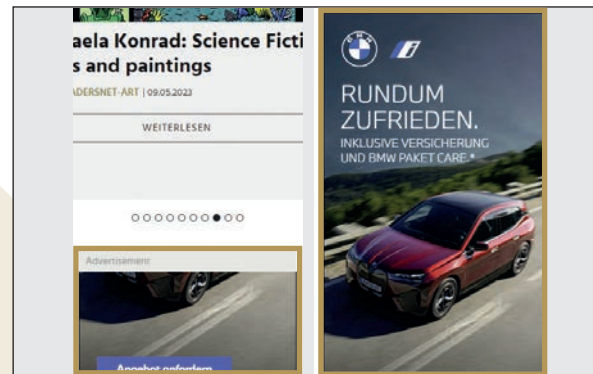 aela Konrad: Science Ficti
s and paintings
ADERSNET-ART | 09.05.2023
WEITERLESEN
Advertisement
Angebot anfordern
BMW
i
RUNDUM
ZUFRIEDEN.
INKLUSIVE VERSICHERUNG
UND BMW PAKET CARE.*